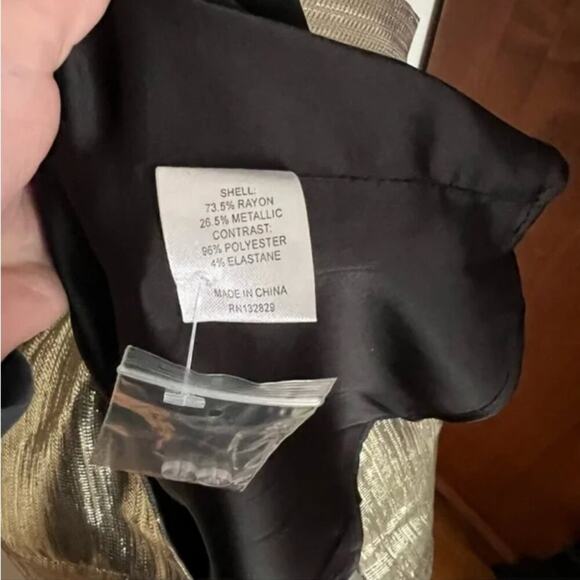 SHELL:
73.5% RAYON
26.5% METALLIC
CONTRAST:
96% POLYESTER
4% ELASTANE
MADE IN CHINA
RN132829